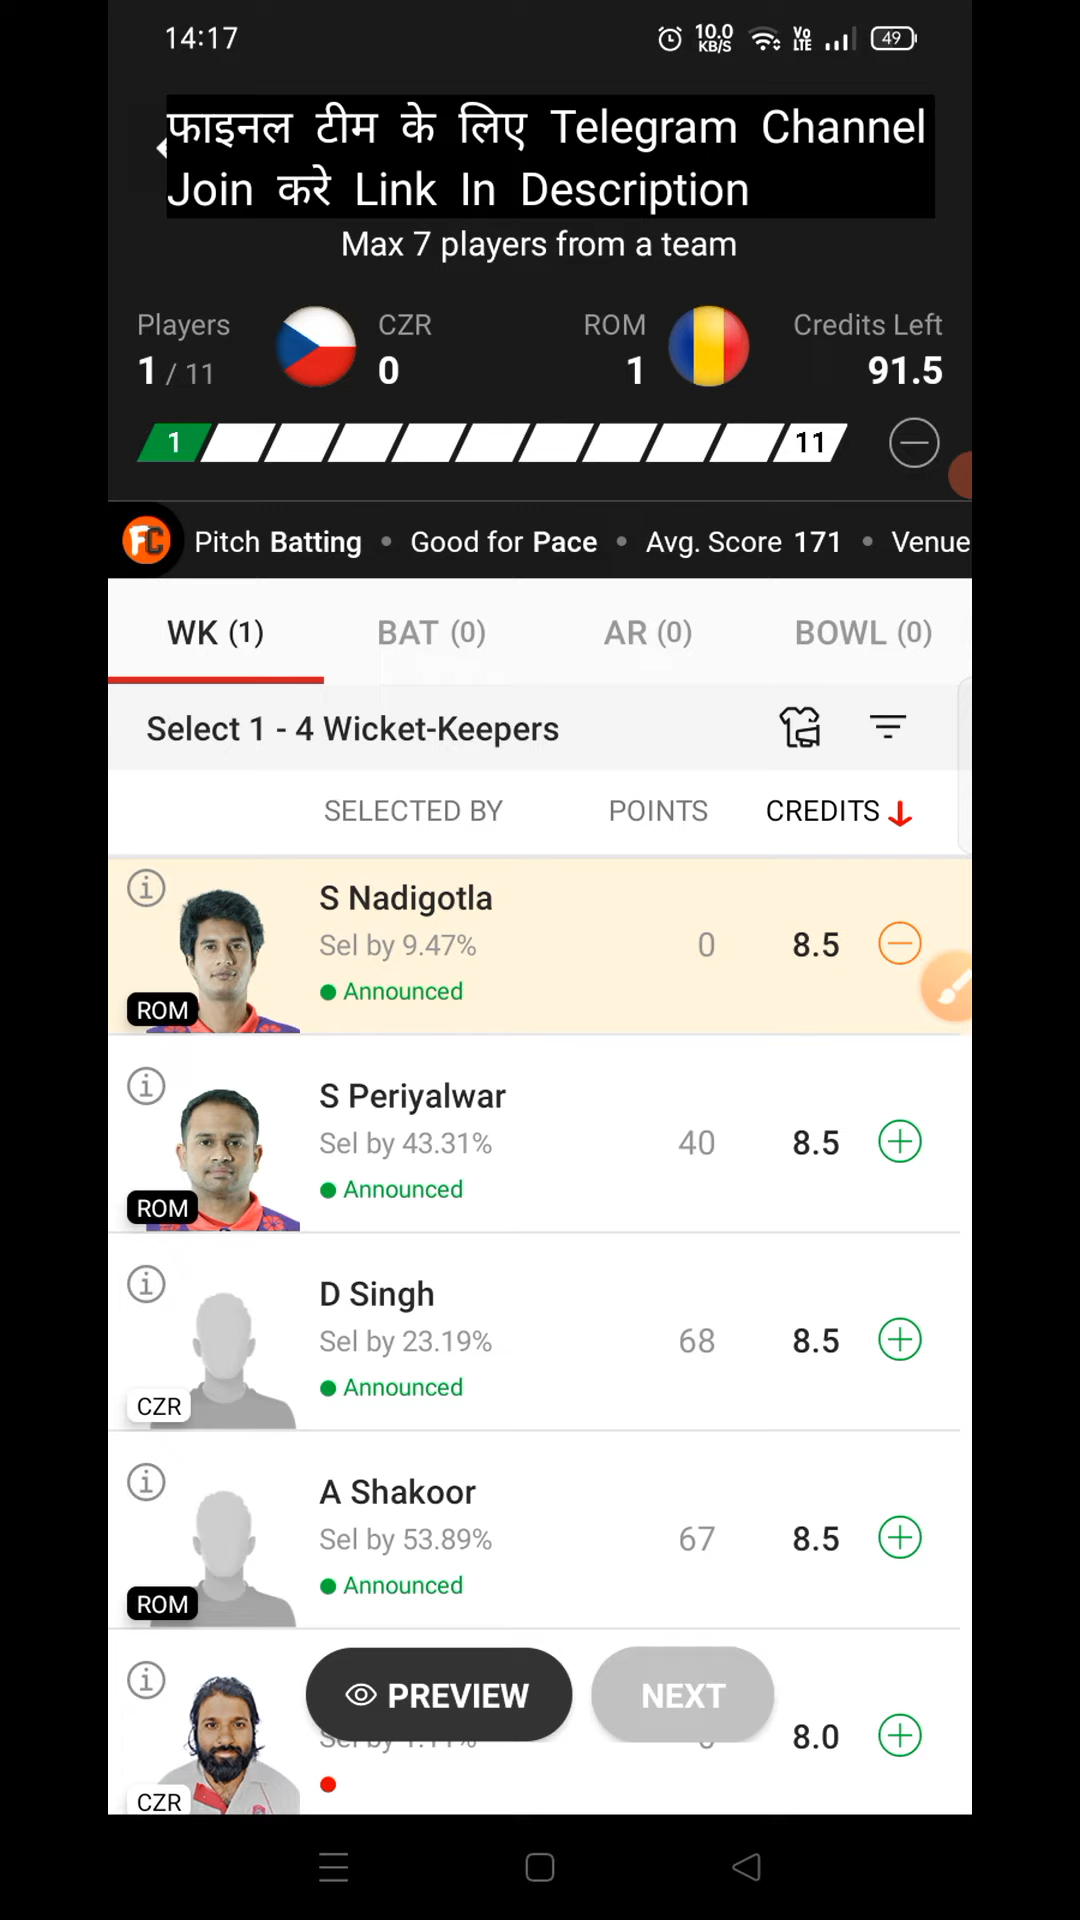 14:17
10.0 KB/S
Vo LTE
49
फाइनल टीम के लिए Telegram Channel
Join करे Link In Description
Max 7 players from a team
Players
CZR
ROM
Credits Left
1 / 11
0
1
91.5
1
11
FC
Pitch Batting • Good for Pace • Avg. Score 171 • Venue
WK (1)
BAT (0)
AR (0)
BOWL (0)
Select 1 - 4 Wicket-Keepers
SELECTED BY
POINTS
CREDITS
S Nadigotla
Sel by 9.47%
0
8.5
Announced
ROM
S Periyalwar
Sel by 43.31%
40
8.5
Announced
ROM
D Singh
Sel by 23.19%
68
8.5
Announced
CZR
A Shakoor
Sel by 53.89%
67
8.5
Announced
ROM
PREVIEW
NEXT
8.0
CZR